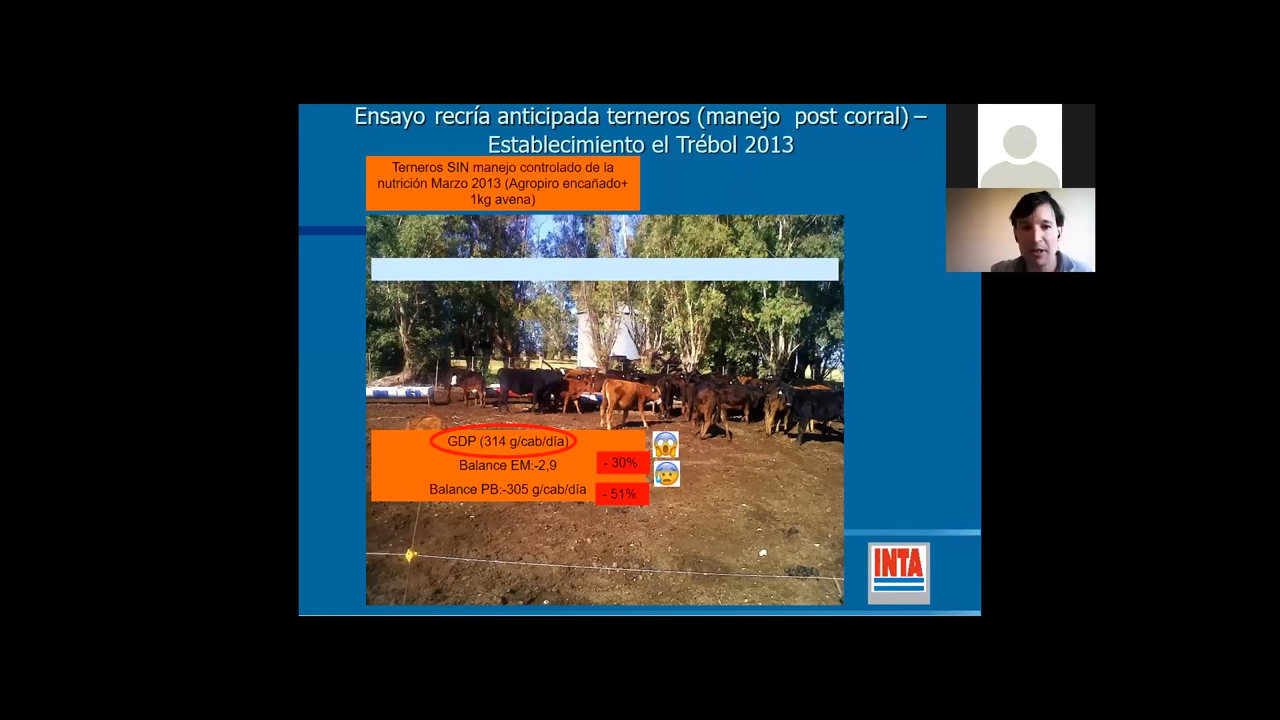 Ensayo recría anticipada terneros (manejo post corral) –
Establecimiento el Trébol 2013
Terneros SIN manejo controlado de la
nutrición Marzo 2013 (Agropiro encañado+
1kg avena)
GDP (314 g/cab/día)
Balance EM:-2,9
- 30%
Balance PB:-305 g/cab/día
- 51%
INTA